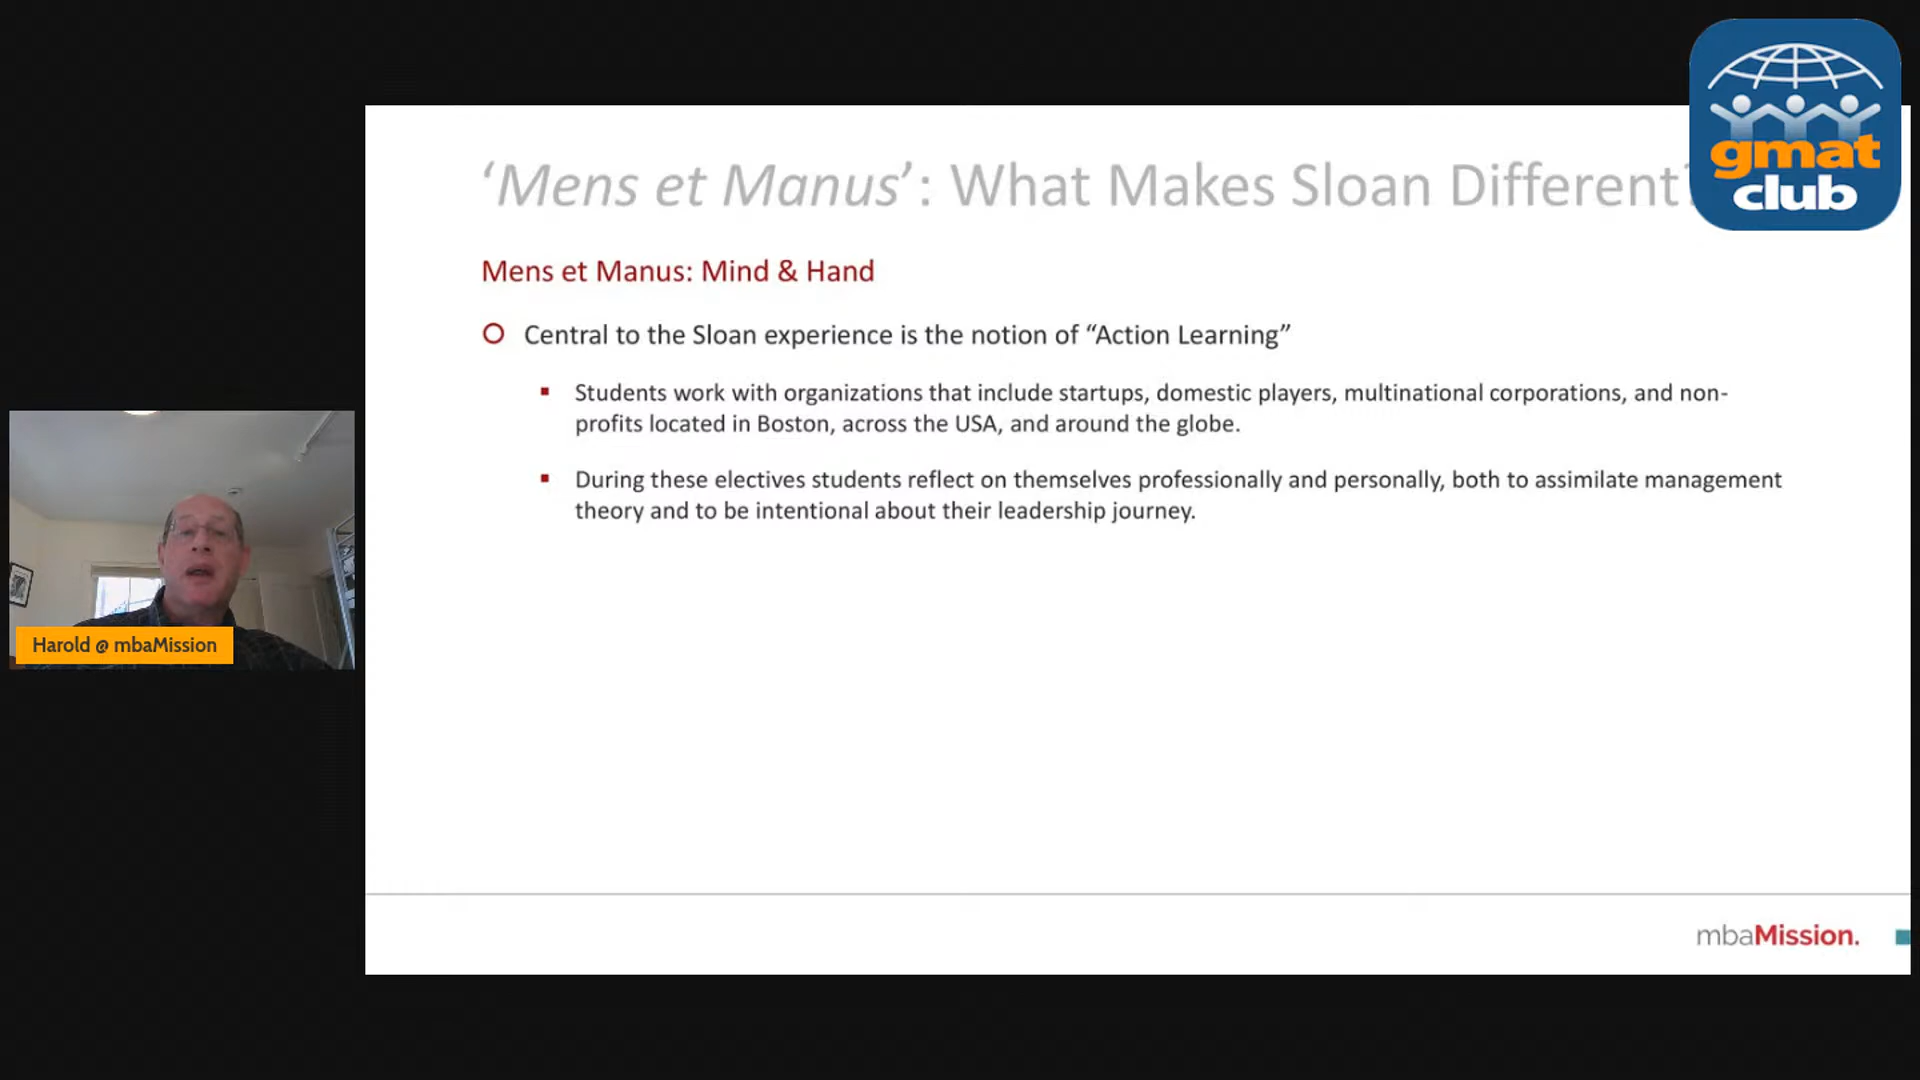 gmat
club
‘Mens et Manus’: What Makes Sloan Different?
Mens et Manus: Mind & Hand
Central to the Sloan experience is the notion of “Action Learning”
Students work with organizations that include startups, domestic players, multinational corporations, and non-
profits located in Boston, across the USA, and around the globe.
During these electives students reflect on themselves professionally and personally, both to assimilate management
theory and to be intentional about their leadership journey.
Harold @ mbaMission
mbaMission.